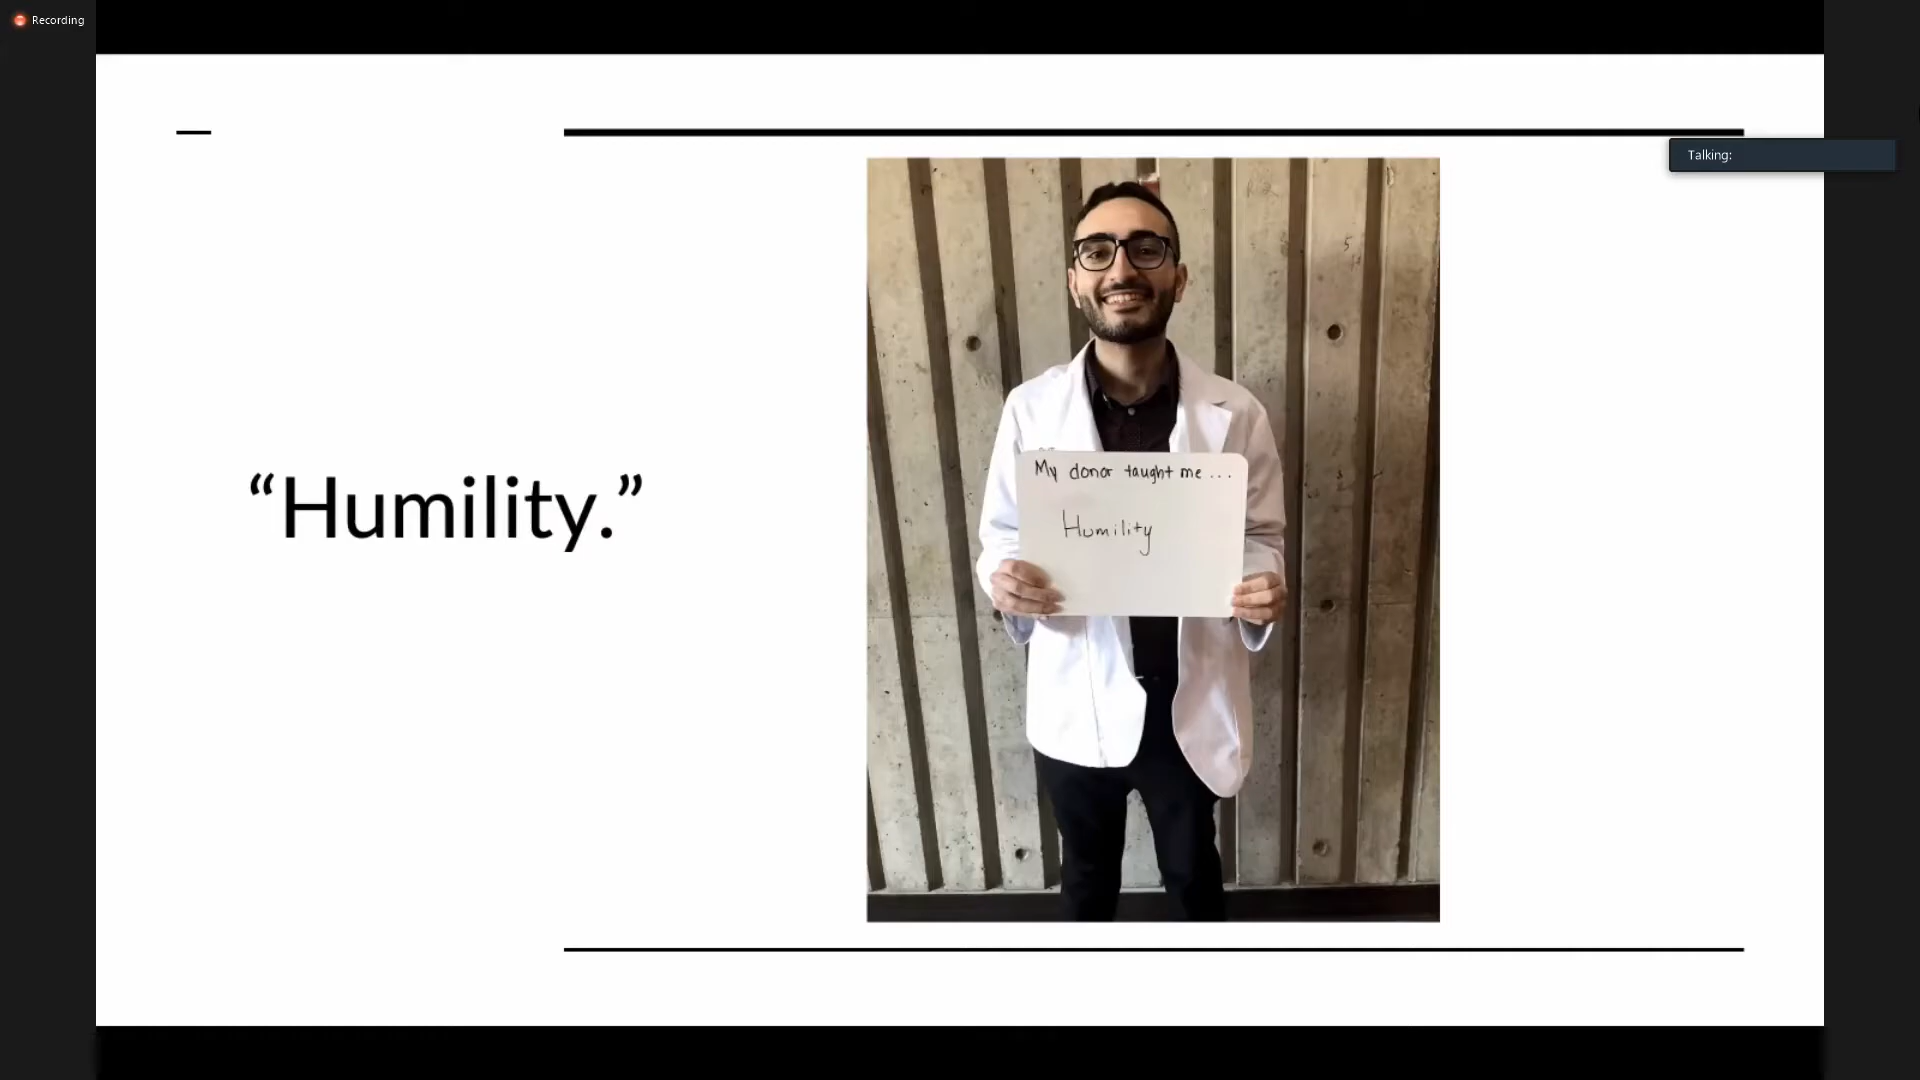 Recording
Talking:
“Humility.”
My donor taught me ...
Humility